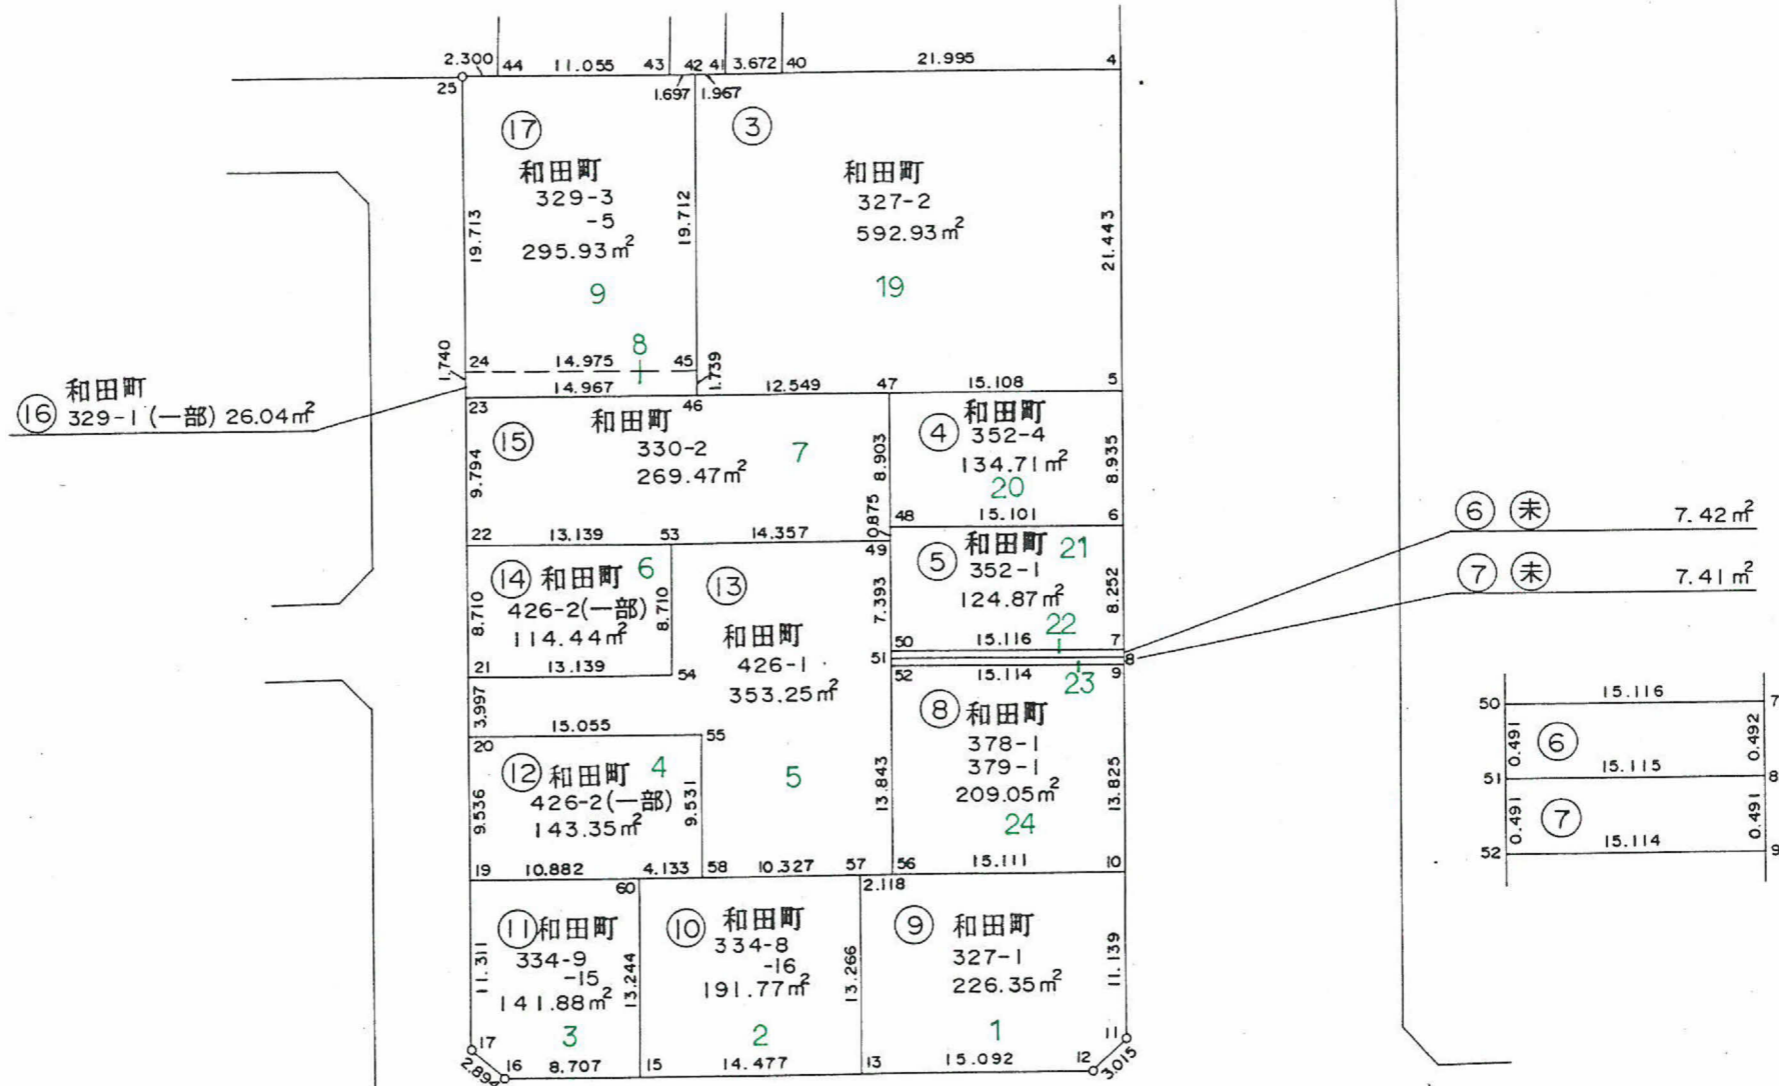 2.300 44 11.055 43 42 41 3.672 40 21.995 4
25 1.697 1.967
⑰ ③
和田町
329-3
-5
295.93㎡
9
19.713
19.712
和田町
327-2
592.93㎡
19
21.443
8
1.740 24 14.975 45 1.739
14.967 12.549 47 15.108 5
⑯ 和田町
329-1 (一部) 26.04㎡
23 46
⑮ 和田町
330-2
269.47㎡
7
9.794
8.903
0.875
④ 和田町
352-4
134.71㎡
20
8.935
48 15.101 6
22 13.139 53 14.357 49
⑤ 和田町 21
352-1
124.87㎡
22
7.393
8.252
50 15.116 7
51 8
52 15.114 9
23
⑥ 未 7.42㎡
⑦ 未 7.41㎡
⑭ 和田町 6
426-2(一部)
114.44㎡
8.710
8.710
21 13.139 54
⑬
和田町
426-1
353.25㎡
5
3.997
15.055
20 55
⑫ 和田町 4
426-2(一部)
143.35㎡
9.536
9.531
⑧ 和田町
378-1
379-1
209.05㎡
24
13.843
13.825
19 10.882 4.133 58 10.327 57 56 15.111 10
60 2.118
⑪ 和田町
334-9
-15
141.88㎡
3
11.311
13.244
⑩ 和田町
334-8
-16
191.77㎡
2
13.266
⑨ 和田町
327-1
226.35㎡
1
11.139
17 11
16 8.707 15 14.477 13 15.092 12 3.015
50 15.116 7
0.491 ⑥ 0.492
51 15.115 8
0.491 ⑦ 0.491
52 15.114 9